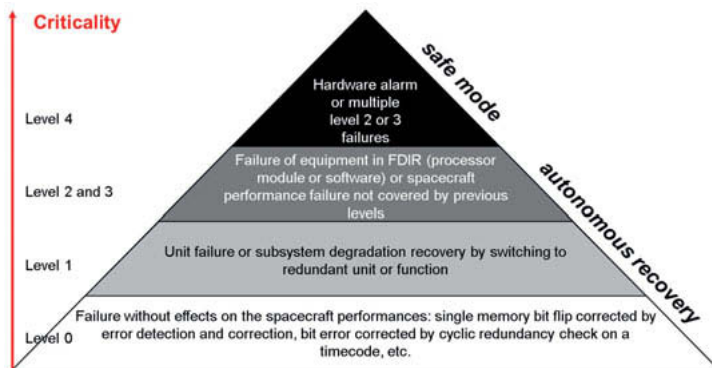 Criticality
safe mode
Hardware alarm
or multiple
level 2 or 3
failures
Level 4
autonomous recovery
Failure of equipment in FDIR (processor
module or software) or spacecraft
performance failure not covered by previous
levels
Level 2 and 3
Unit failure or subsystem degradation recovery by switching to
redundant unit or function
Level 1
Failure without effects on the spacecraft performances: single memory bit flip corrected by
error detection and correction, bit error corrected by cyclic redundancy check on a
timecode, etc.
Level 0